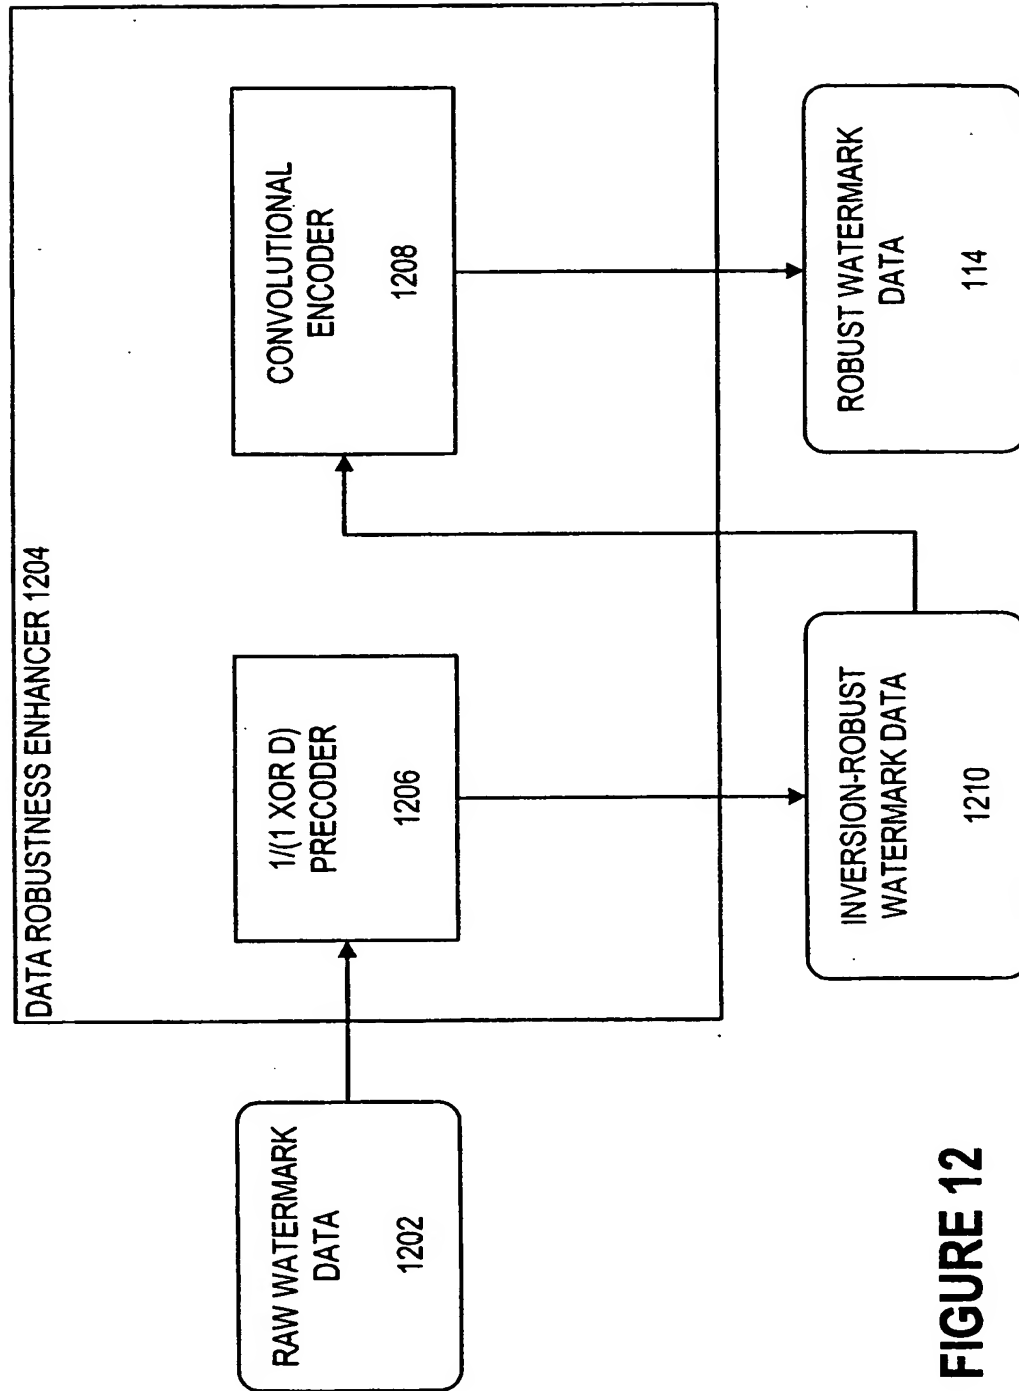 DATA ROBUSTNESS ENHANCER 1204
RAW WATERMARK
DATA
1202
1/(1 XOR D)
PRECODER
1206
CONVOLUTIONAL
ENCODER
1208
INVERSION-ROBUST
WATERMARK DATA
1210
ROBUST WATERMARK
DATA
114
FIGURE 12